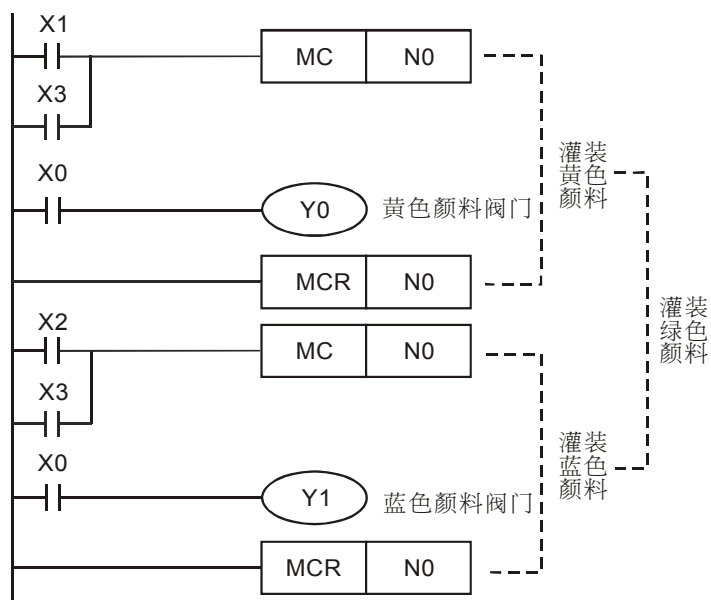 X1
MC N0
X3
灌装
黄色
颜料
X0
Y0 黄色颜料阀门
MCR N0
灌装
绿色
颜料
X2
MC N0
X3
灌装
蓝色
颜料
X0
Y1 蓝色颜料阀门
MCR N0